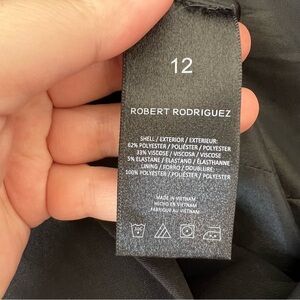 12
ROBERT RODRIGUEZ
SHELL / EXTERIOR / EXTERIEUR:
62% POLYESTER / POLIÉSTER / POLYESTER
33% VISCOSE / VISCOSA / VISCOSE
5% ELASTANE / ELASTANO / ÉLASTHANNE
LINING / FORRO / DOUBLURE:
100% POLYESTER / POLIÉSTER / POLYESTER
MADE IN VIETNAM
HECHO EN VIETNAM
FABRIQUÉ AU VIETNAM